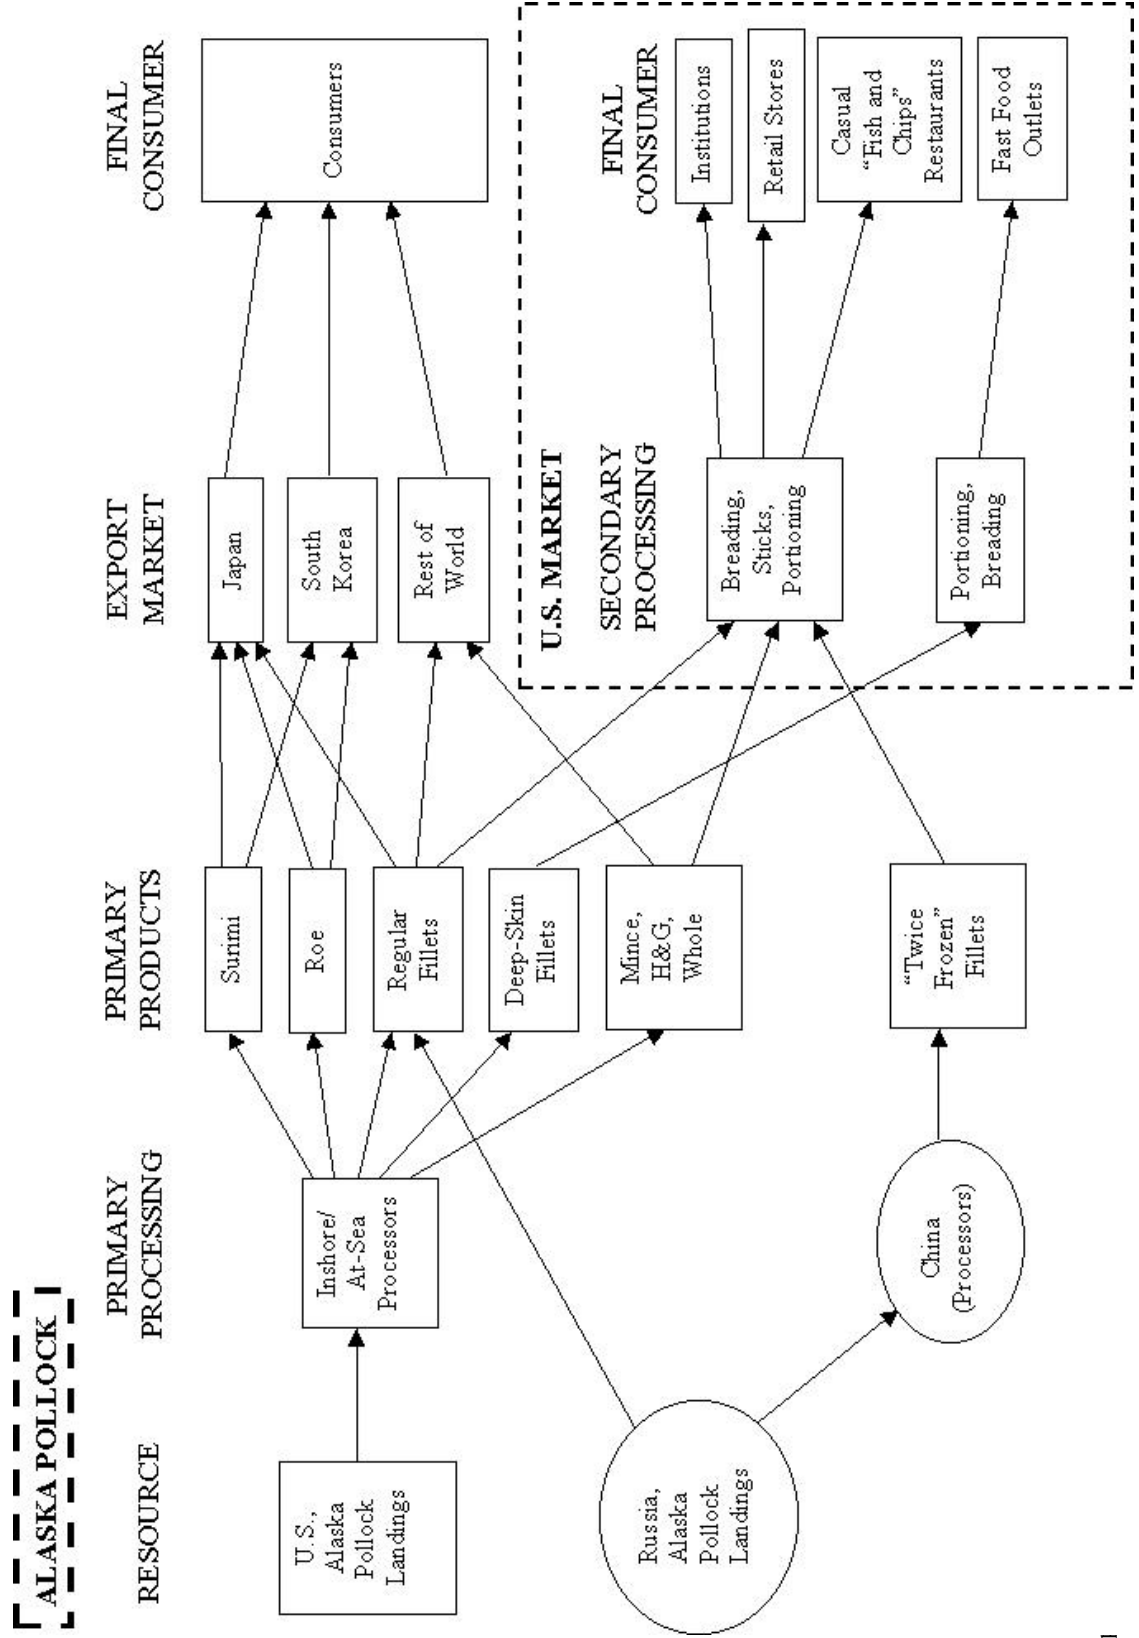 ALASKA POLLOCK
RESOURCE
PRIMARY
PROCESSING
PRIMARY
PRODUCTS
EXPORT
MARKET
FINAL
CONSUMER
U.S.,
Alaska
Pollock
Landings
Russia,
Alaska
Pollock
Landings
Inshore/
At-Sea
Processors
China
(Processors)
Surimi
Roe
Regular
Fillets
Deep-Skin
Fillets
Mince,
H&G,
Whole
“Twice
Frozen”
Fillets
Japan
South
Korea
Rest of
World
Consumers
U.S. MARKET
SECONDARY
PROCESSING
FINAL
CONSUMER
Breading,
Sticks,
Portioning
Portioning,
Breading
Institutions
Retail Stores
Casual
“Fish and
Chips”
Restaurants
Fast Food
Outlets